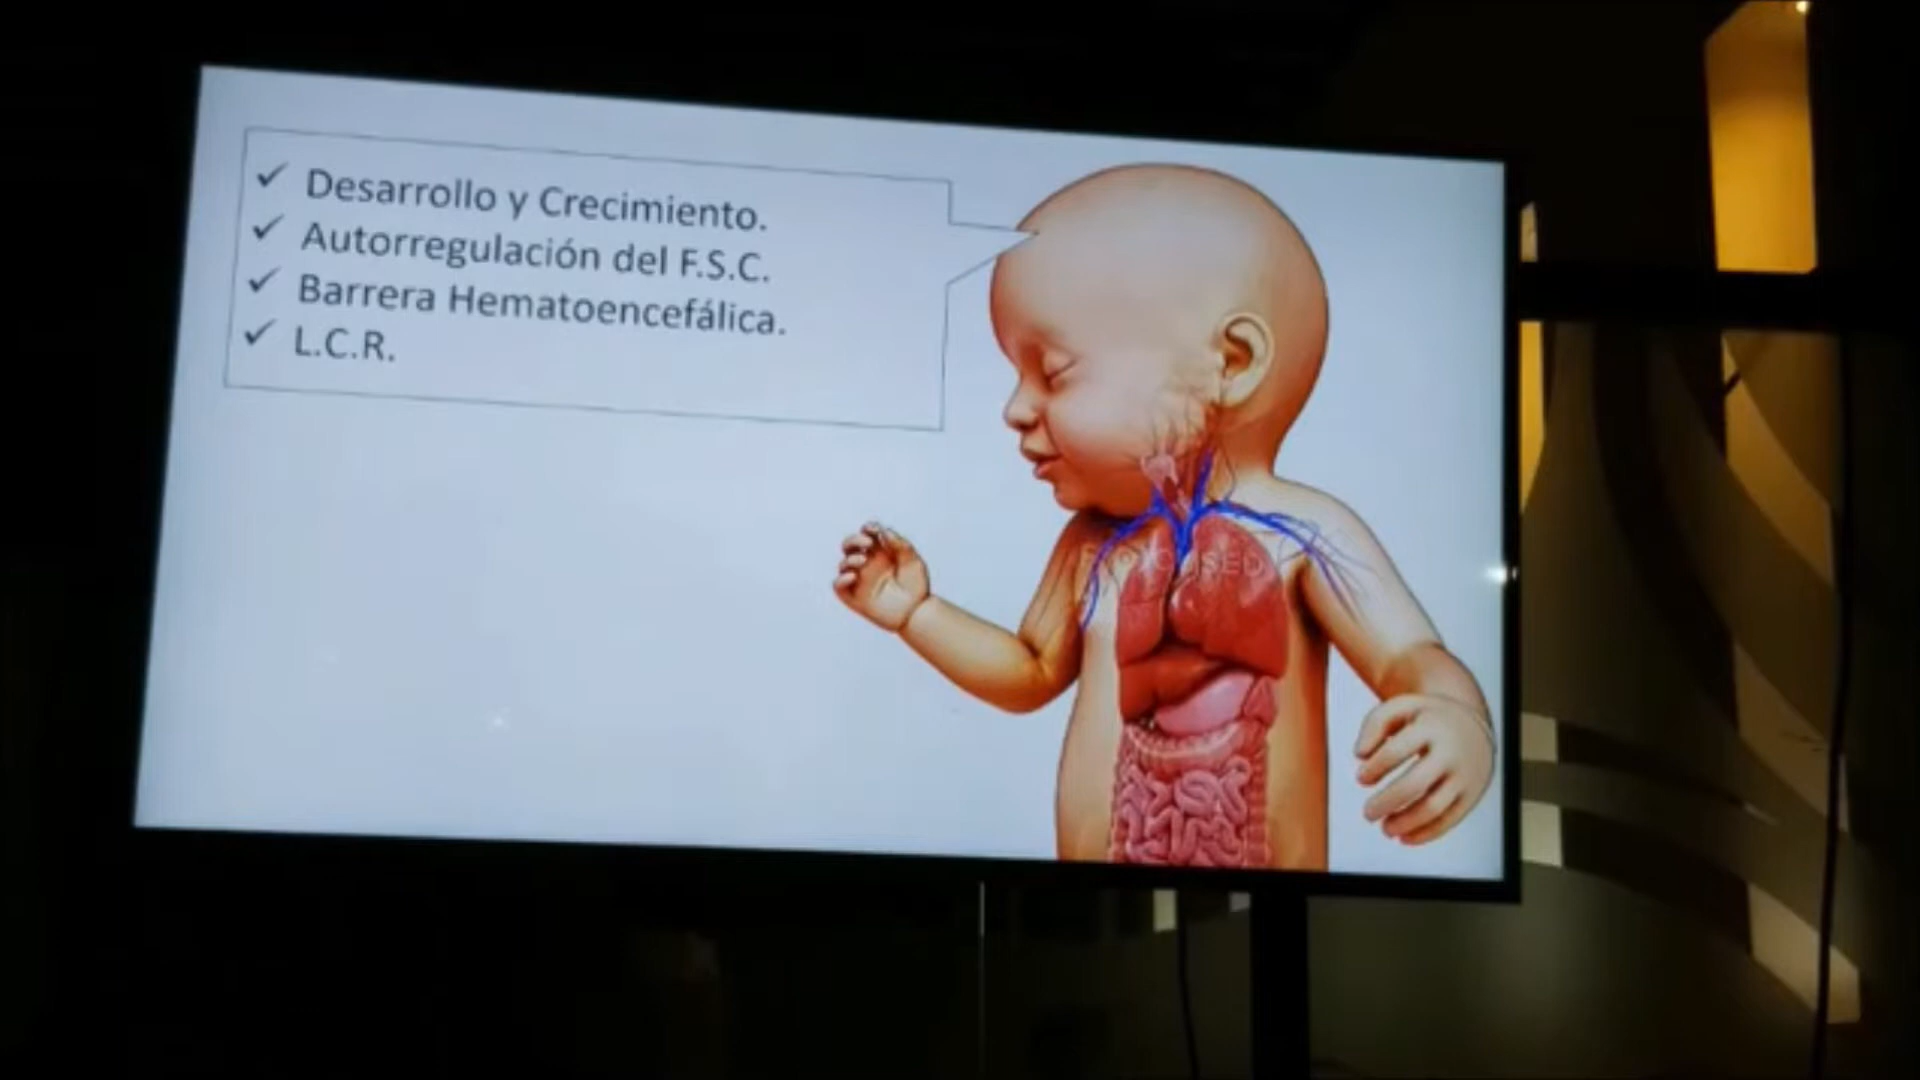 ✓ Desarrollo y Crecimiento.
✓ Autorregulación del F.S.C.
✓ Barrera Hematoencefálica.
✓ L.C.R.